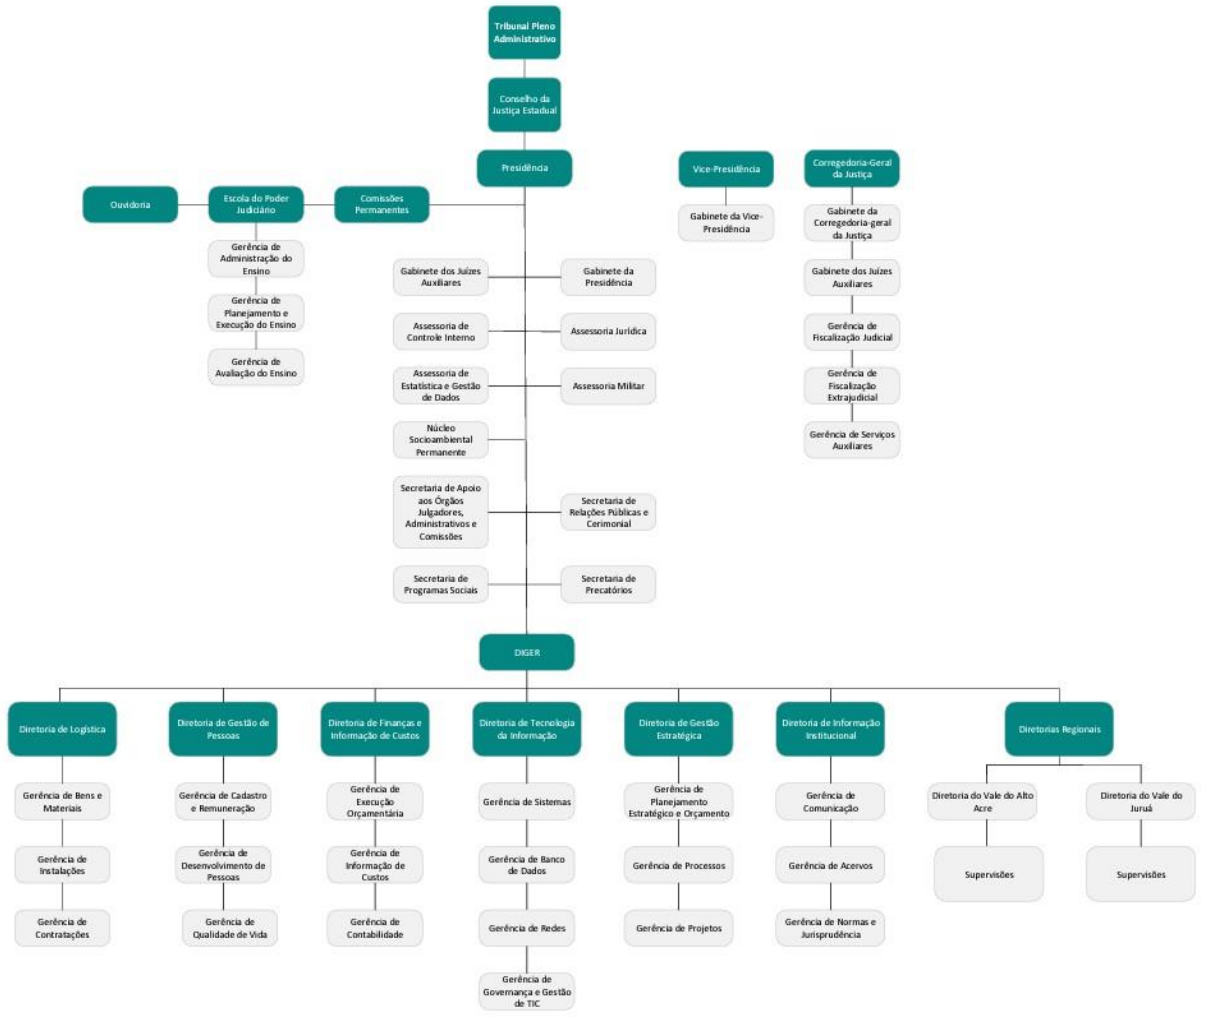 Tribunal Pleno
Administrativo
Conselho da
Justiça Estadual
Presidência
Vice-Presidência
Corregedoria-Geral
da Justiça
Ouvidoria
Escola do Poder
Judiciário
Comissões
Permanentes
Gabinete da Vice-
Presidência
Gabinete da
Corregedoria-geral
da Justiça
Gerência de
Administração do
Ensino
Gerência de
Planejamento e
Execução do Ensino
Gerência de
Avaliação do Ensino
Gabinete dos Juízes
Auxiliares
Gabinete da
Presidência
Assessoria de
Controle Interno
Assessoria Jurídica
Assessoria de
Estatística e Gestão
de Dados
Assessoria Militar
Núcleo
Socioambiental
Permanente
Secretaria de Apoio
aos Órgãos
Julgadores,
Administrativos e
Comissões
Secretaria de
Relações Públicas e
Cerimonial
Secretaria de
Programas Sociais
Secretaria de
Precatórios
Gabinete dos Juízes
Auxiliares
Gerência de
Fiscalização Judicial
Gerência de
Fiscalização
Extrajudicial
Gerência de Serviços
Auxiliares
DIGER
Diretoria de Logística
Diretoria de Gestão de
Pessoas
Diretoria de Finanças e
Informação de Custos
Diretoria de Tecnologia
da Informação
Diretoria de Gestão
Estratégica
Diretoria de Informação
Institucional
Diretorias Regionais
Gerência de Bens e
Materiais
Gerência de
Instalações
Gerência de
Contratações
Gerência de Cadastro
e Remuneração
Gerência de
Desenvolvimento de
Pessoas
Gerência de
Qualidade de Vida
Gerência de
Execução
Orçamentária
Gerência de
Informação de
Custos
Gerência de
Contabilidade
Gerência de Sistemas
Gerência de Banco
de Dados
Gerência de Redes
Gerência de
Governança e Gestão
de TIC
Gerência de
Planejamento
Estratégico e Orçamento
Gerência de Processos
Gerência de Projetos
Gerência de
Comunicação
Gerência de Acervos
Gerência de Normas e
Jurisprudência
Diretoria do Vale do Alto
Acre
Supervisões
Diretoria do Vale do
Juruá
Supervisões